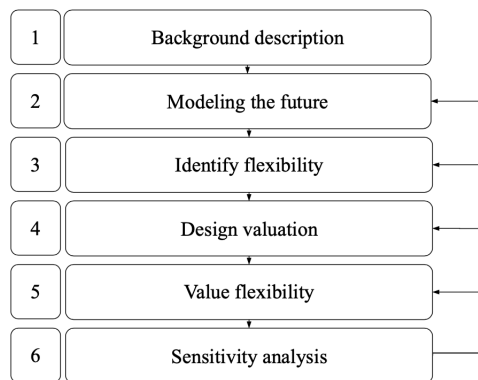 1 Background description
2 Modeling the future
3 Identify flexibility
4 Design valuation
5 Value flexibility
6 Sensitivity analysis